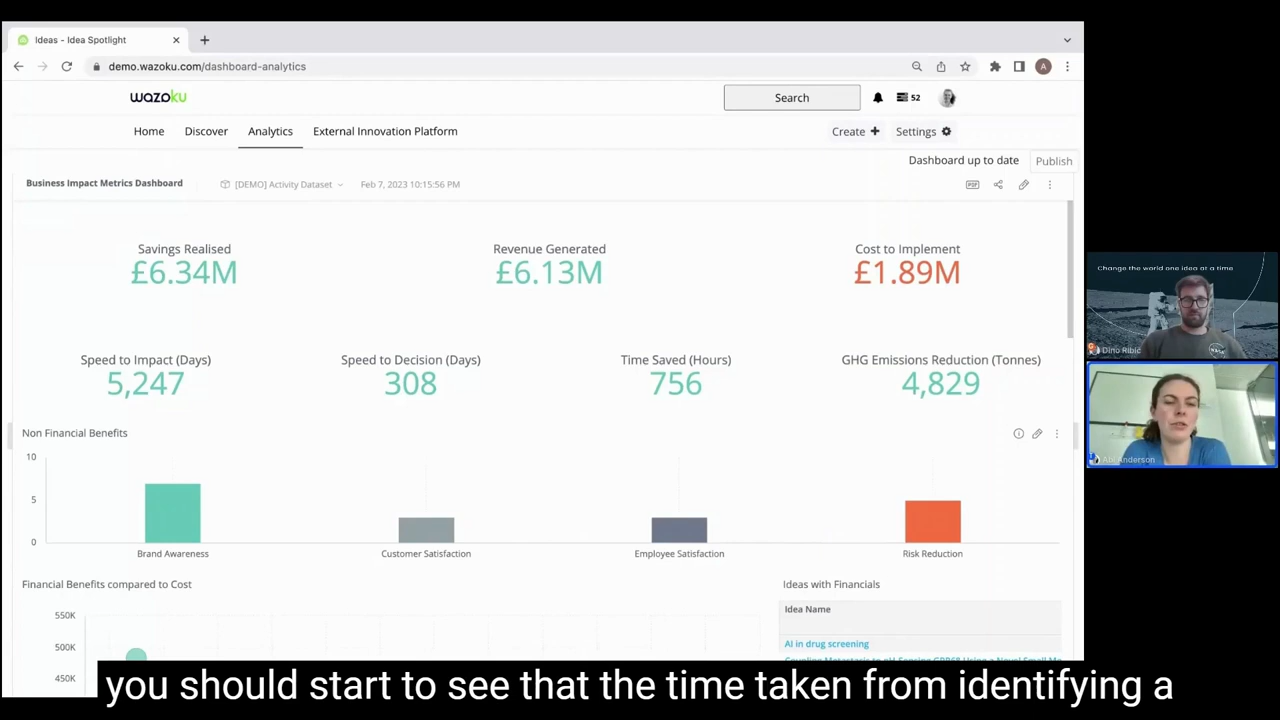 Ideas - Idea Spotlight
demo.wazoku.com/dashboard-analytics
A
wazoku
Search
52
Home Discover Analytics External Innovation Platform
Create + Settings
Dashboard up to date Publish
Business Impact Metrics Dashboard [DEMO] Activity Dataset Feb 7, 2023 10:15:56 PM
PDF
Savings Realised Revenue Generated Cost to Implement
£6.34M £6.13M £1.89M
Change the world one idea at a time
Dino Ribic
Speed to Impact (Days) Speed to Decision (Days) Time Saved (Hours) GHG Emissions Reduction (Tonnes)
5,247 308 756 4,829
Non Financial Benefits
Abi Anderson
10
5
0
Brand Awareness Customer Satisfaction Employee Satisfaction Risk Reduction
Financial Benefits compared to Cost Ideas with Financials
550K
500K
450K
Idea Name
AI in drug screening
you should start to see that the time taken from identifying a